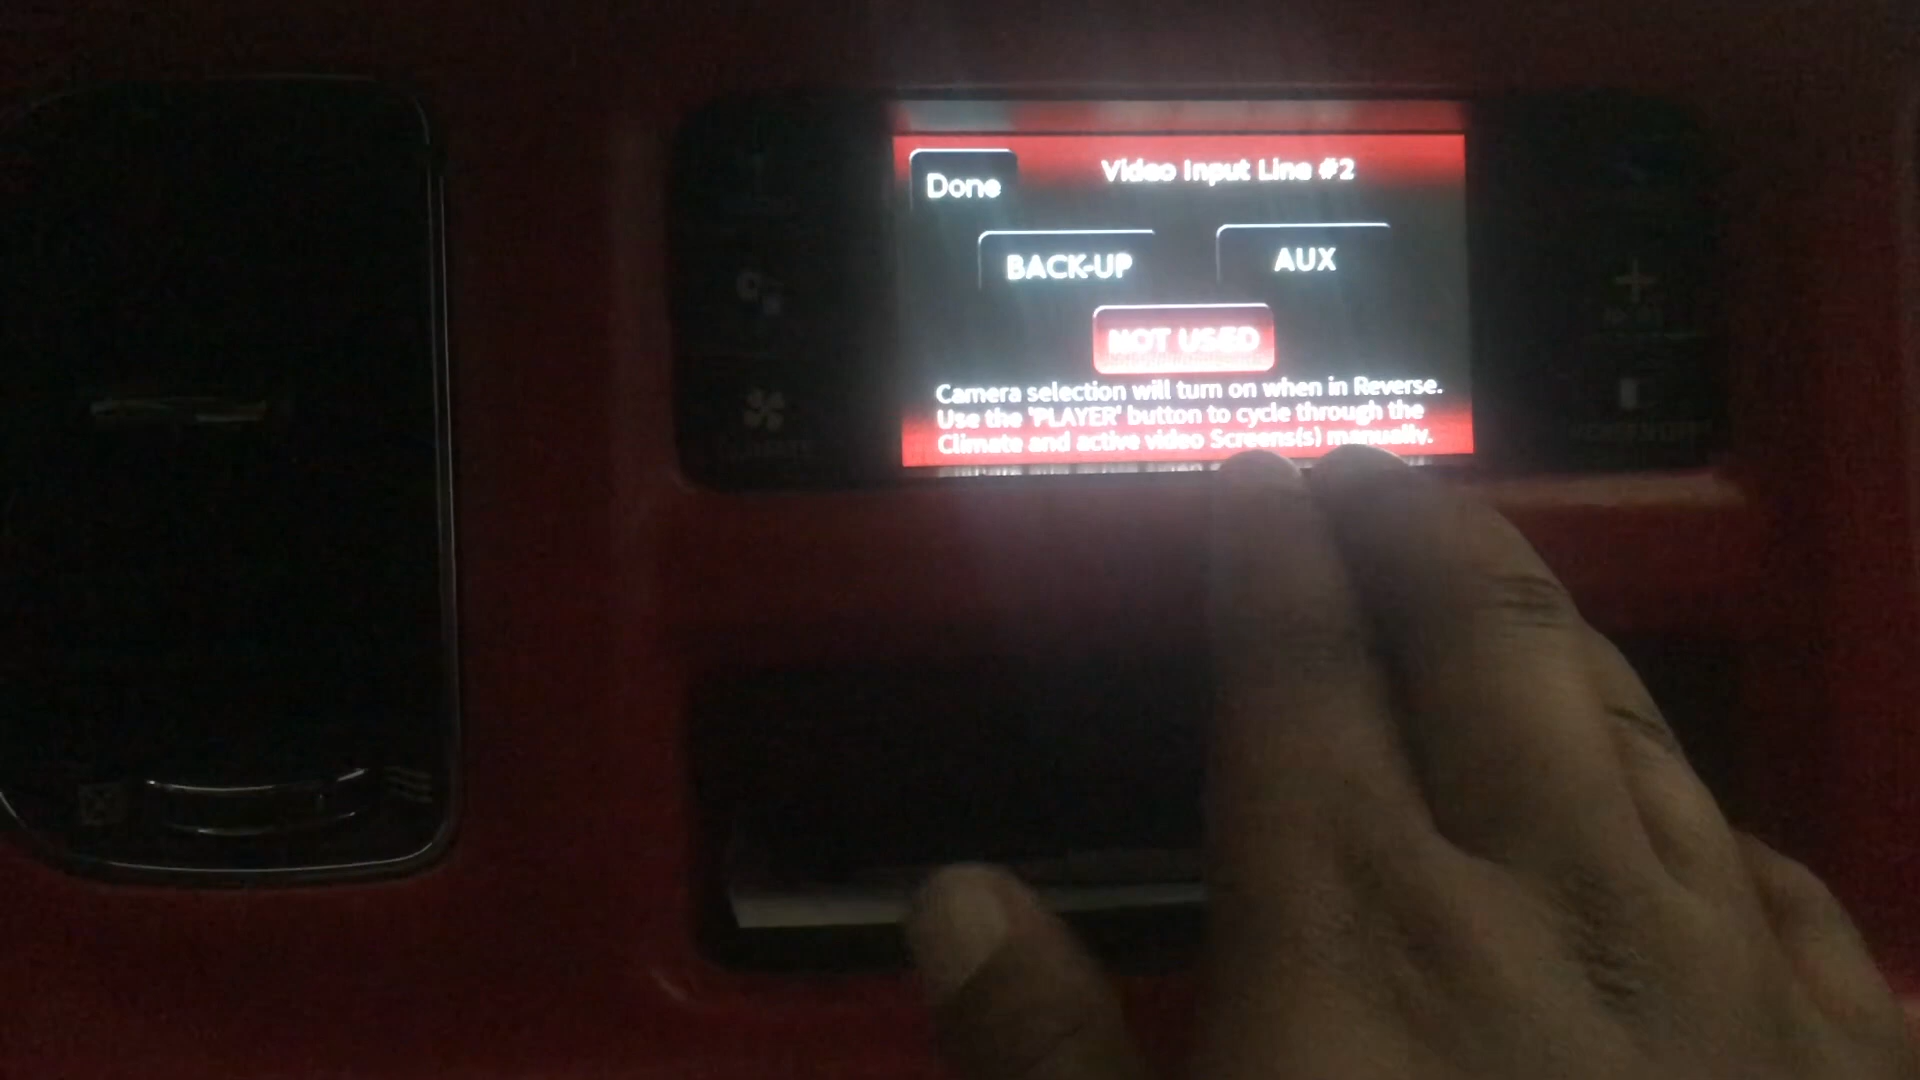 Video Input Line #2
Done
BACK-UP
AUX
NOT USED
Camera selection will turn on when in Reverse.
Use the 'PLAYER' button to cycle through the
Climate and active video Screens(s) manually.